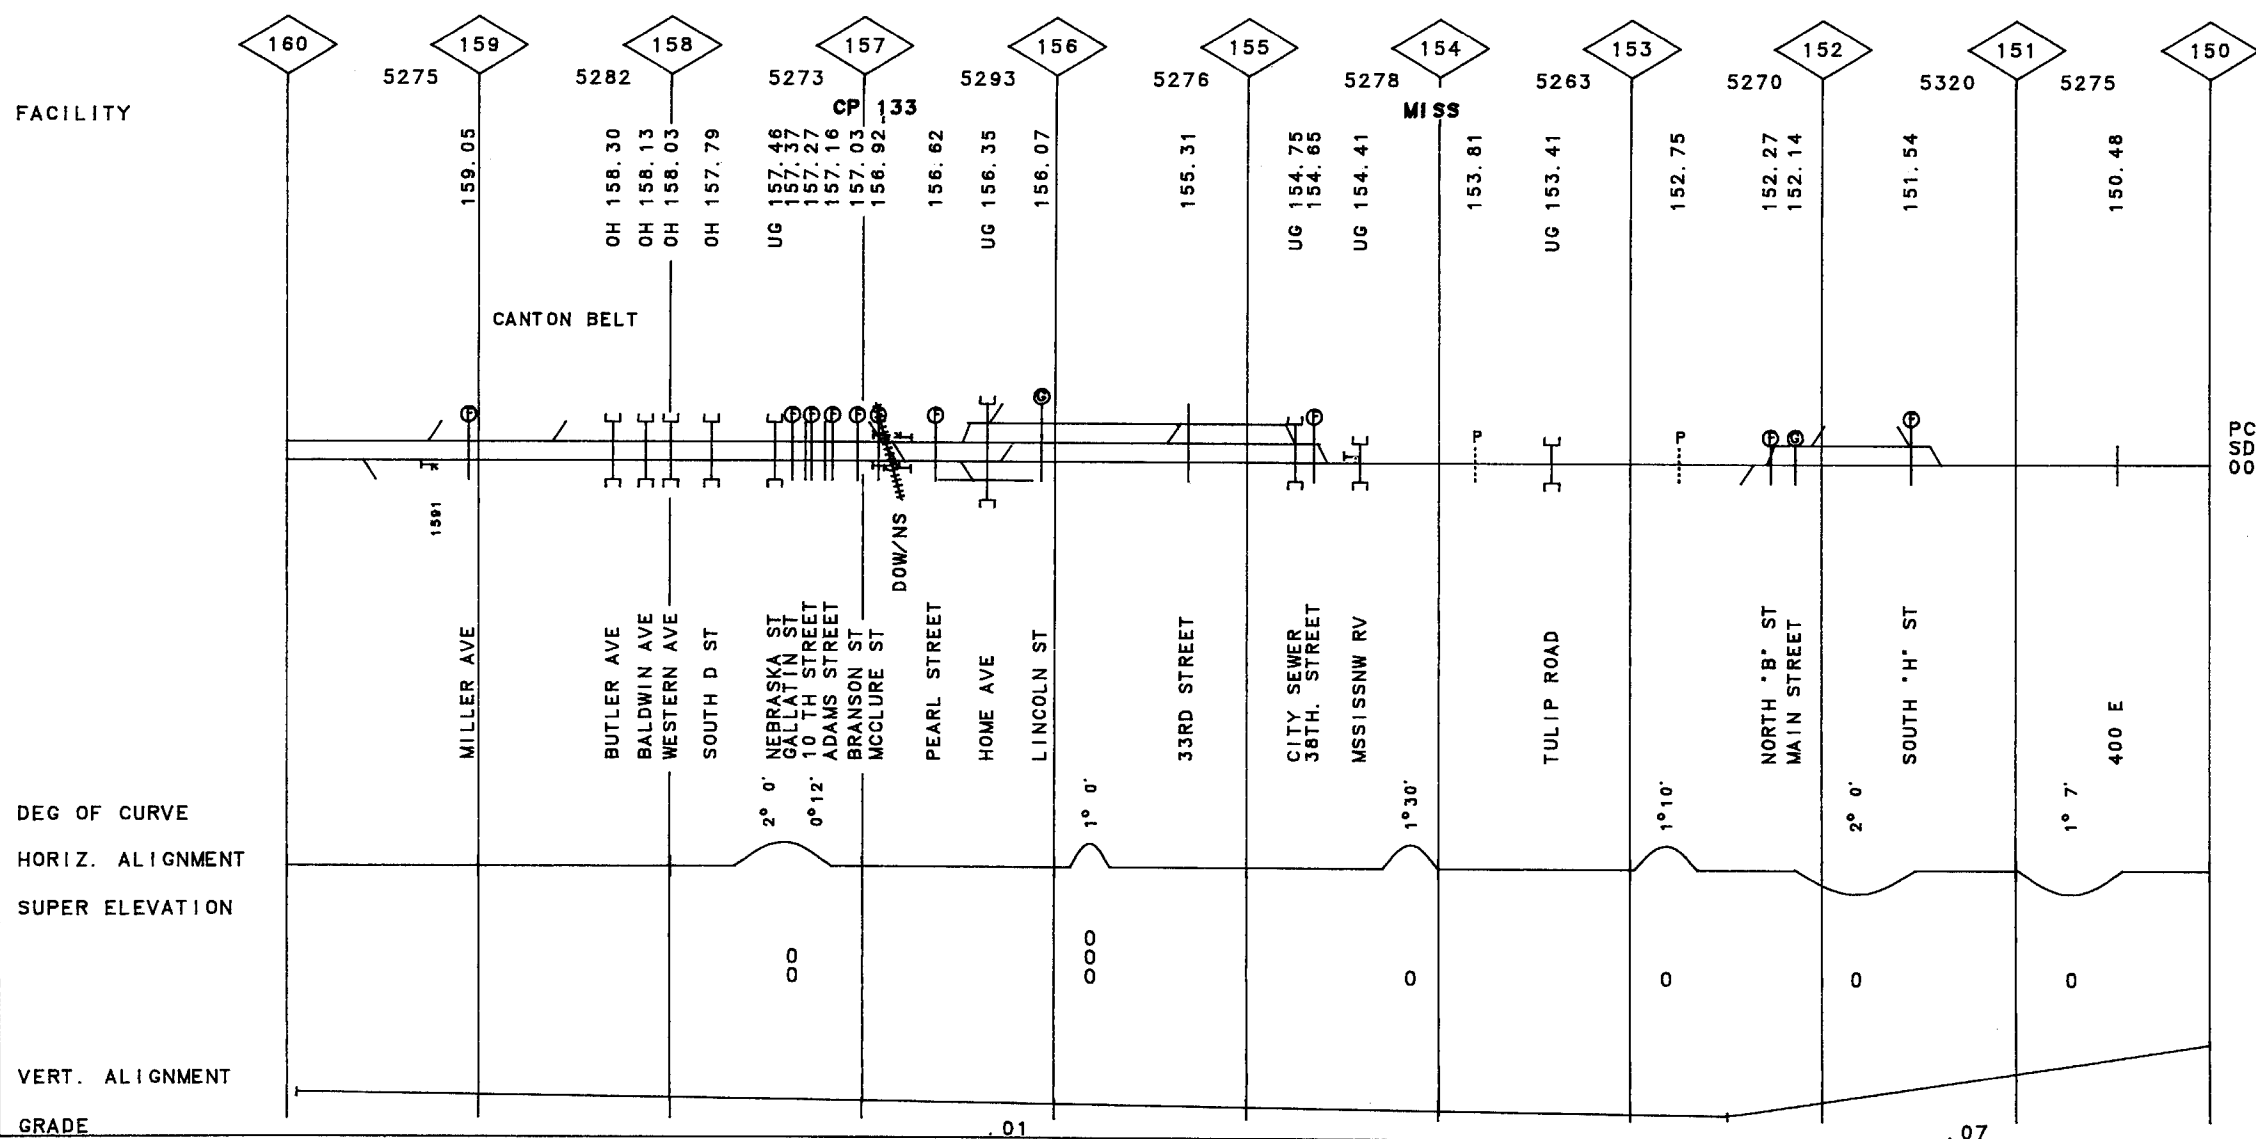 160 159 158 157 156 155 154 153 152 151 150
5275 5282 5273 5293 5276 5278 5263 5270 5320 5275
FACILITY
CP 133
MISS
159.05
OH 158.30
OH 158.13
OH 158.03
OH 157.79
UG 157.46
157.37
157.27
157.16
157.03
156.92
156.62
UG 156.35
156.07
155.31
UG 154.75
154.65
UG 154.41
153.81
UG 153.41
152.75
152.27
152.14
151.54
150.48
CANTON BELT
F
F F F F F
G
F
T
P
P
F G
F
PC
SD
00
1591
DOW/NS
MILLER AVE
BUTLER AVE
BALDWIN AVE
WESTERN AVE
SOUTH D ST
NEBRASKA ST
GALLATIN ST
10 TH STREET
ADAMS STREET
BRANSON ST
MCCLURE ST
PEARL STREET
HOME AVE
LINCOLN ST
33RD STREET
CITY SEWER
38TH. STREET
MSSISSNW RV
TULIP ROAD
NORTH "B" ST
MAIN STREET
SOUTH "H" ST
400 E
DEG OF CURVE
2° 0'
0°12'
1° 0'
1°30'
1°10'
2° 0'
1° 7'
HORIZ. ALIGNMENT
SUPER ELEVATION
0
0
0
0
0
0
0
0
0
VERT. ALIGNMENT
GRADE
.01
.07